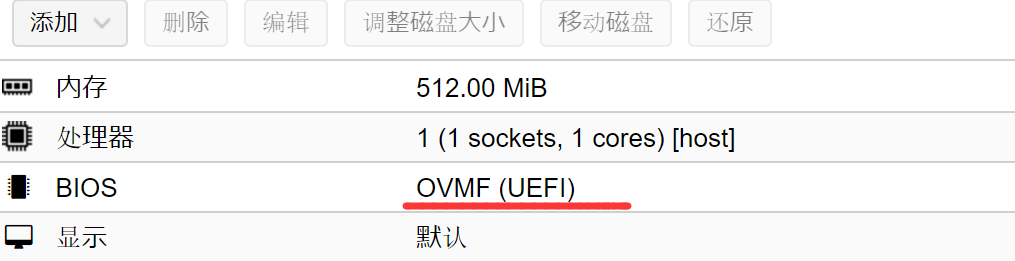 添加 删除 编辑 调整磁盘大小 移动磁盘 还原
内存 512.00 MiB
处理器 1 (1 sockets, 1 cores) [host]
BIOS OVMF (UEFI)
显示 默认